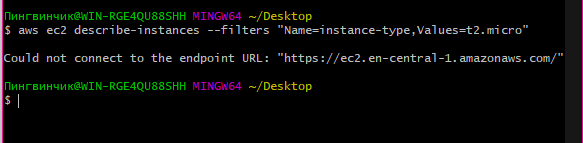 Пингвинчик@WIN-RGE4QU88SHH MINGW64 ~/Desktop
$ aws ec2 describe-instances --filters "Name=instance-type,Values=t2.micro"
Could not connect to the endpoint URL: "https://ec2.en-central-1.amazonaws.com/"
Пингвинчик@WIN-RGE4QU88SHH MINGW64 ~/Desktop
$